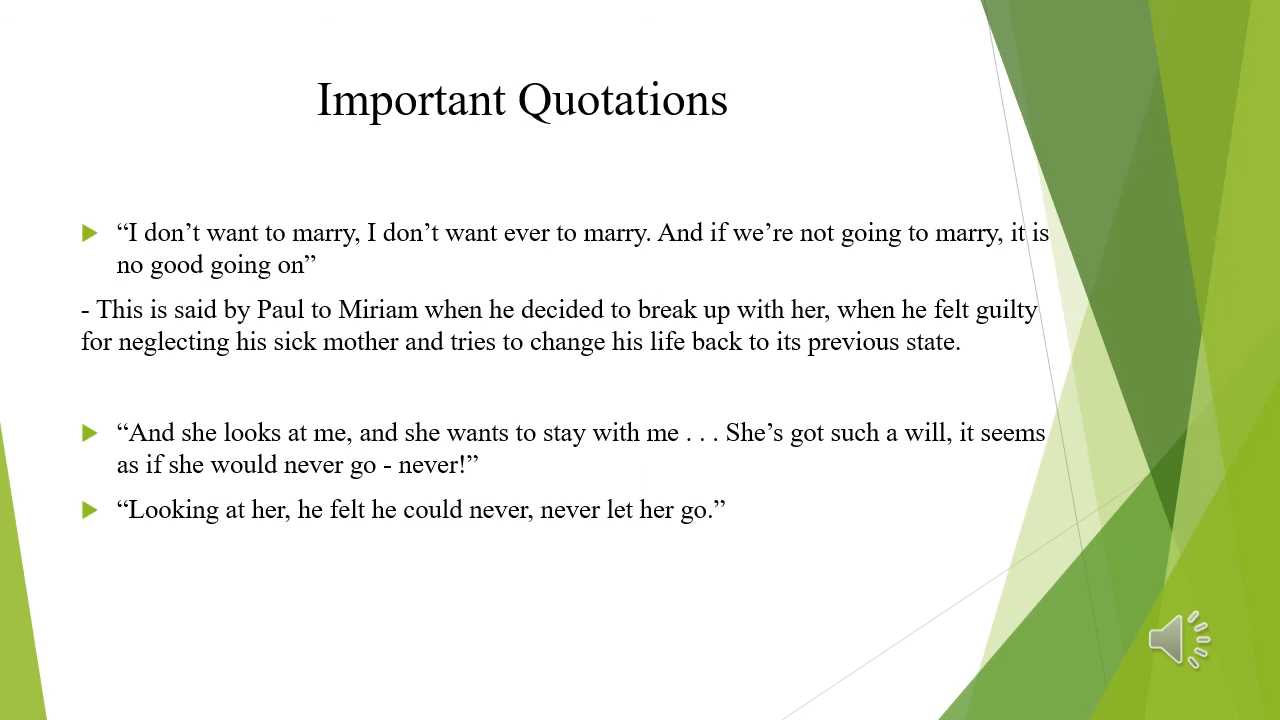 Important Quotations
“I don’t want to marry, I don’t want ever to marry. And if we’re not going to marry, it is
no good going on”
- This is said by Paul to Miriam when he decided to break up with her, when he felt guilty
for neglecting his sick mother and tries to change his life back to its previous state.
“And she looks at me, and she wants to stay with me . . . She’s got such a will, it seems
as if she would never go - never!”
“Looking at her, he felt he could never, never let her go.”